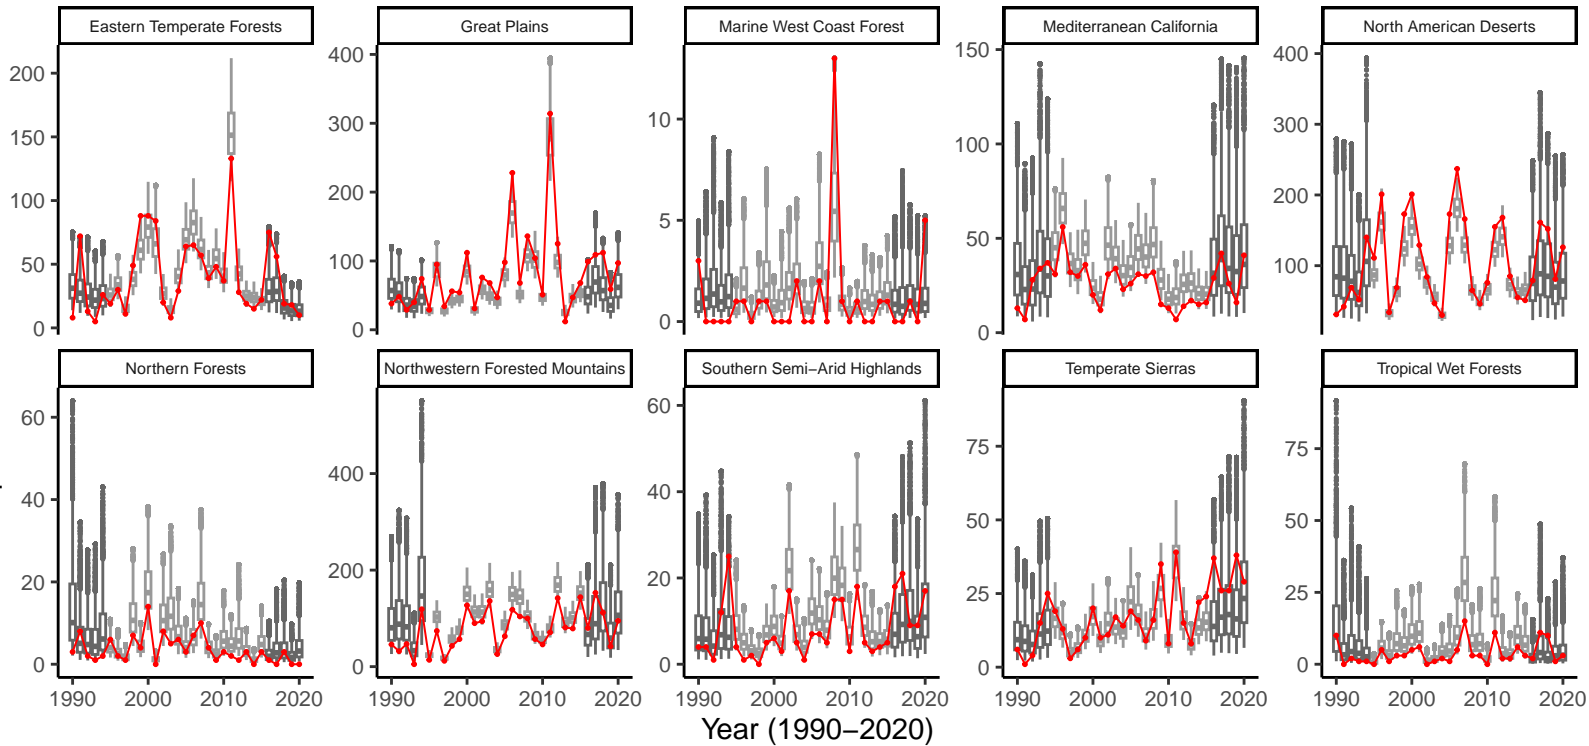 Eastern Temperate Forests
Great Plains
Marine West Coast Forest
Mediterranean California
North American Deserts
0
50
100
150
200
0
100
200
300
400
0
5
10
0
50
100
150
100
200
300
400
Northern Forests
Northwestern Forested Mountains
Southern Semi−Arid Highlands
Temperate Sierras
Tropical Wet Forests
0
20
40
60
0
200
400
0
20
40
60
0
25
50
75
0
25
50
75
1990 2000 2010 2020
1990 2000 2010 2020
1990 2000 2010 2020
1990 2000 2010 2020
1990 2000 2010 2020
Year (1990−2020)